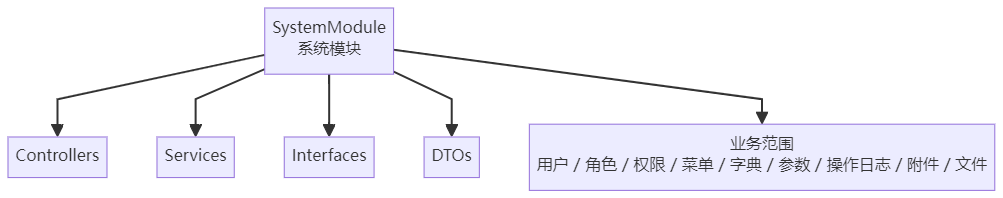 SystemModule
系统模块
Controllers
Services
Interfaces
DTOs
业务范围
用户 / 角色 / 权限 / 菜单 / 字典 / 参数 / 操作日志 / 附件 / 文件